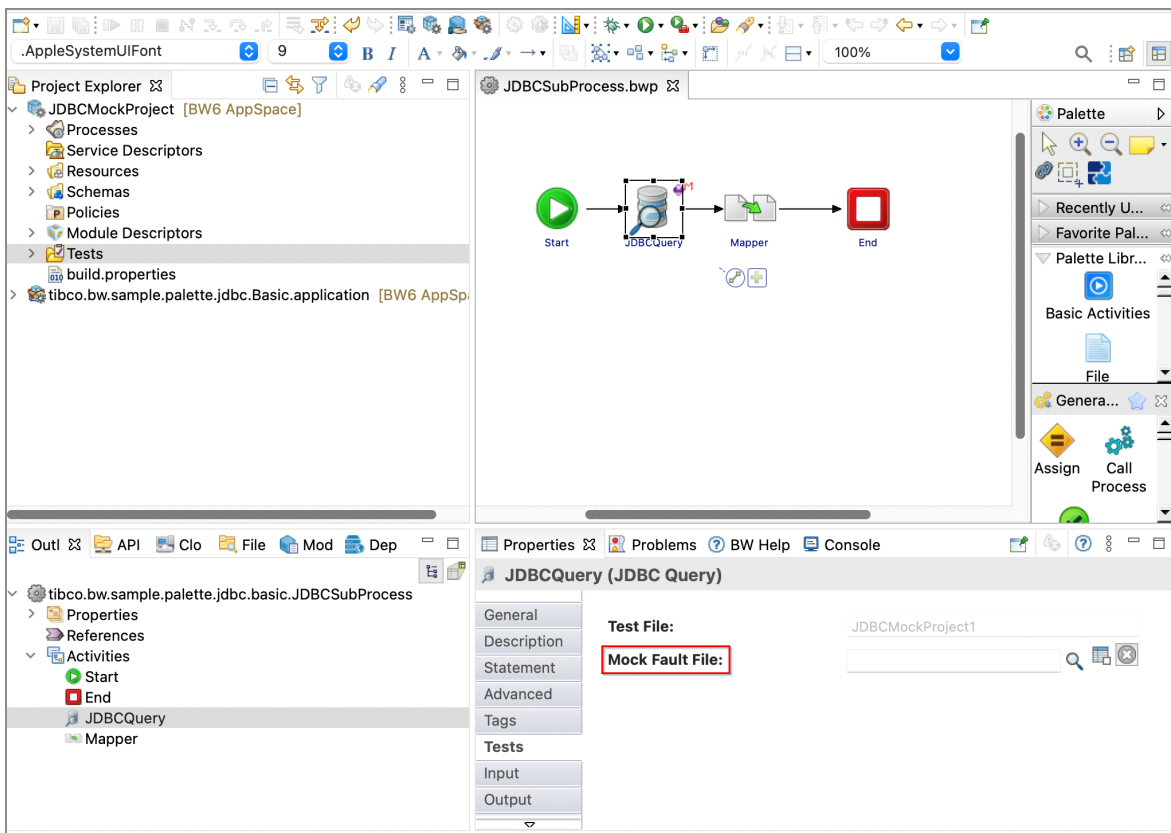 .AppleSystemUIFont
9
B I A
100%
Project Explorer
JDBCMockProject [BW6 AppSpace]
Processes
Service Descriptors
Resources
Schemas
Policies
Module Descriptors
Tests
build.properties
tibco.bw.sample.palette.jdbc.Basic.application [BW6 AppSpa
JDBCSubProcess.bwp
M
Start
JDBCQuery
Mapper
End
Palette
Recently U...
Favorite Pal...
Palette Libr...
Basic Activities
File
Genera...
Assign
Call
Process
Outl
API
Clo
File
Mod
Dep
tibco.bw.sample.palette.jdbc.basic.JDBCSubProcess
Properties
References
Activities
Start
End
JDBCQuery
Mapper
Properties
Problems
BW Help
Console
JDBCQuery (JDBC Query)
General
Description
Statement
Advanced
Tags
Tests
Input
Output
Test File:
JDBCMockProject1
Mock Fault File: